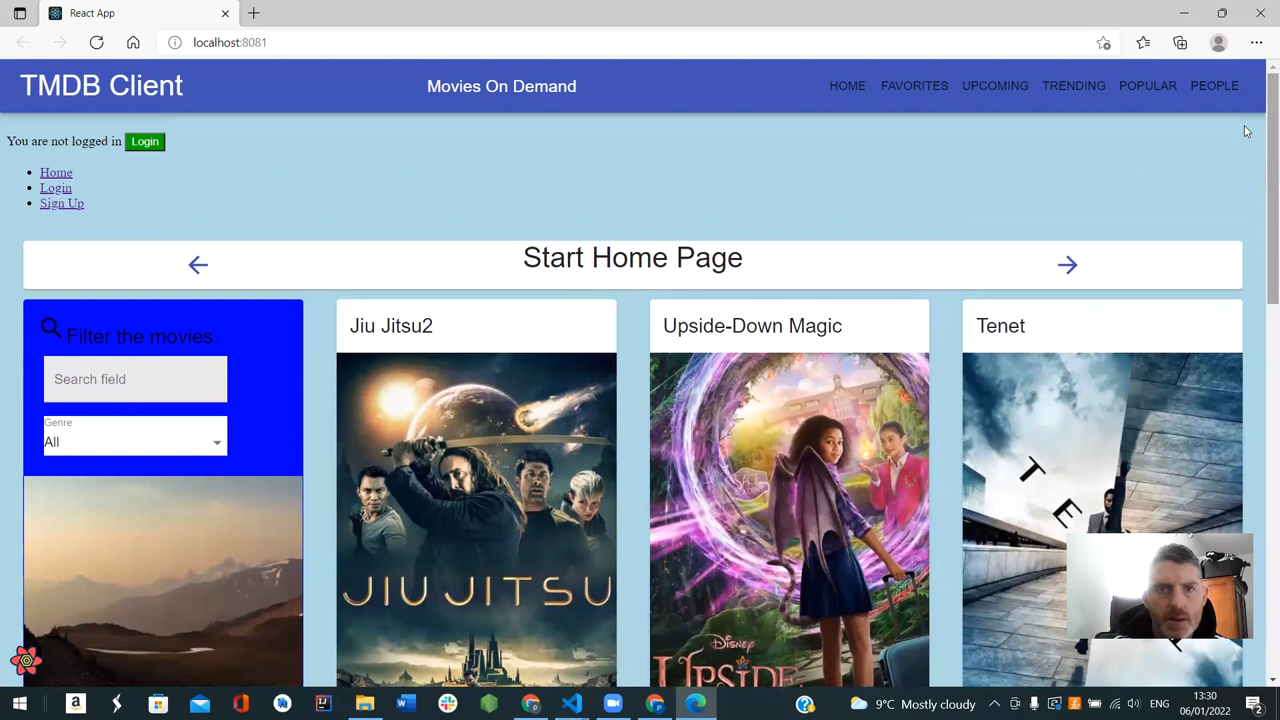 React App
localhost:8081
TMDB Client
Movies On Demand
HOME FAVORITES UPCOMING TRENDING POPULAR PEOPLE
You are not logged in Login
Home
Login
Sign Up
Start Home Page
Filter the movies.
Search field
Genre
All
Jiu Jitsu2
JIU JITSU
Upside-Down Magic
Disney
UPSIDE
Tenet
T
E
9°C Mostly cloudy
ENG
13:30
06/01/2022
2